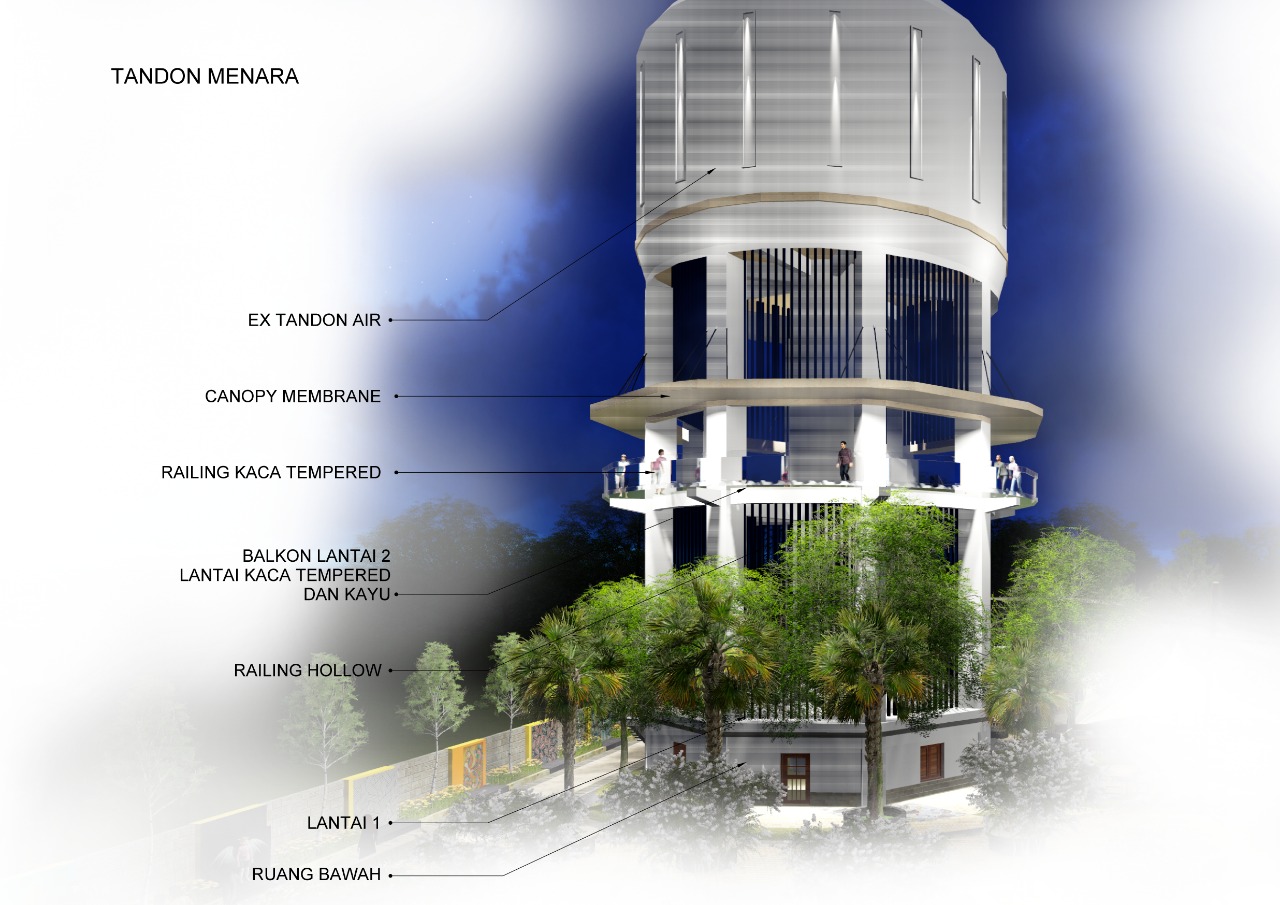 TANDON MENARA
EX TANDON AIR
CANOPY MEMBRANE
RAILING KACA TEMPERED
BALKON LANTAI 2
LANTAI KACA TEMPERED
DAN KAYU
RAILING HOLLOW
LANTAI 1
RUANG BAWAH